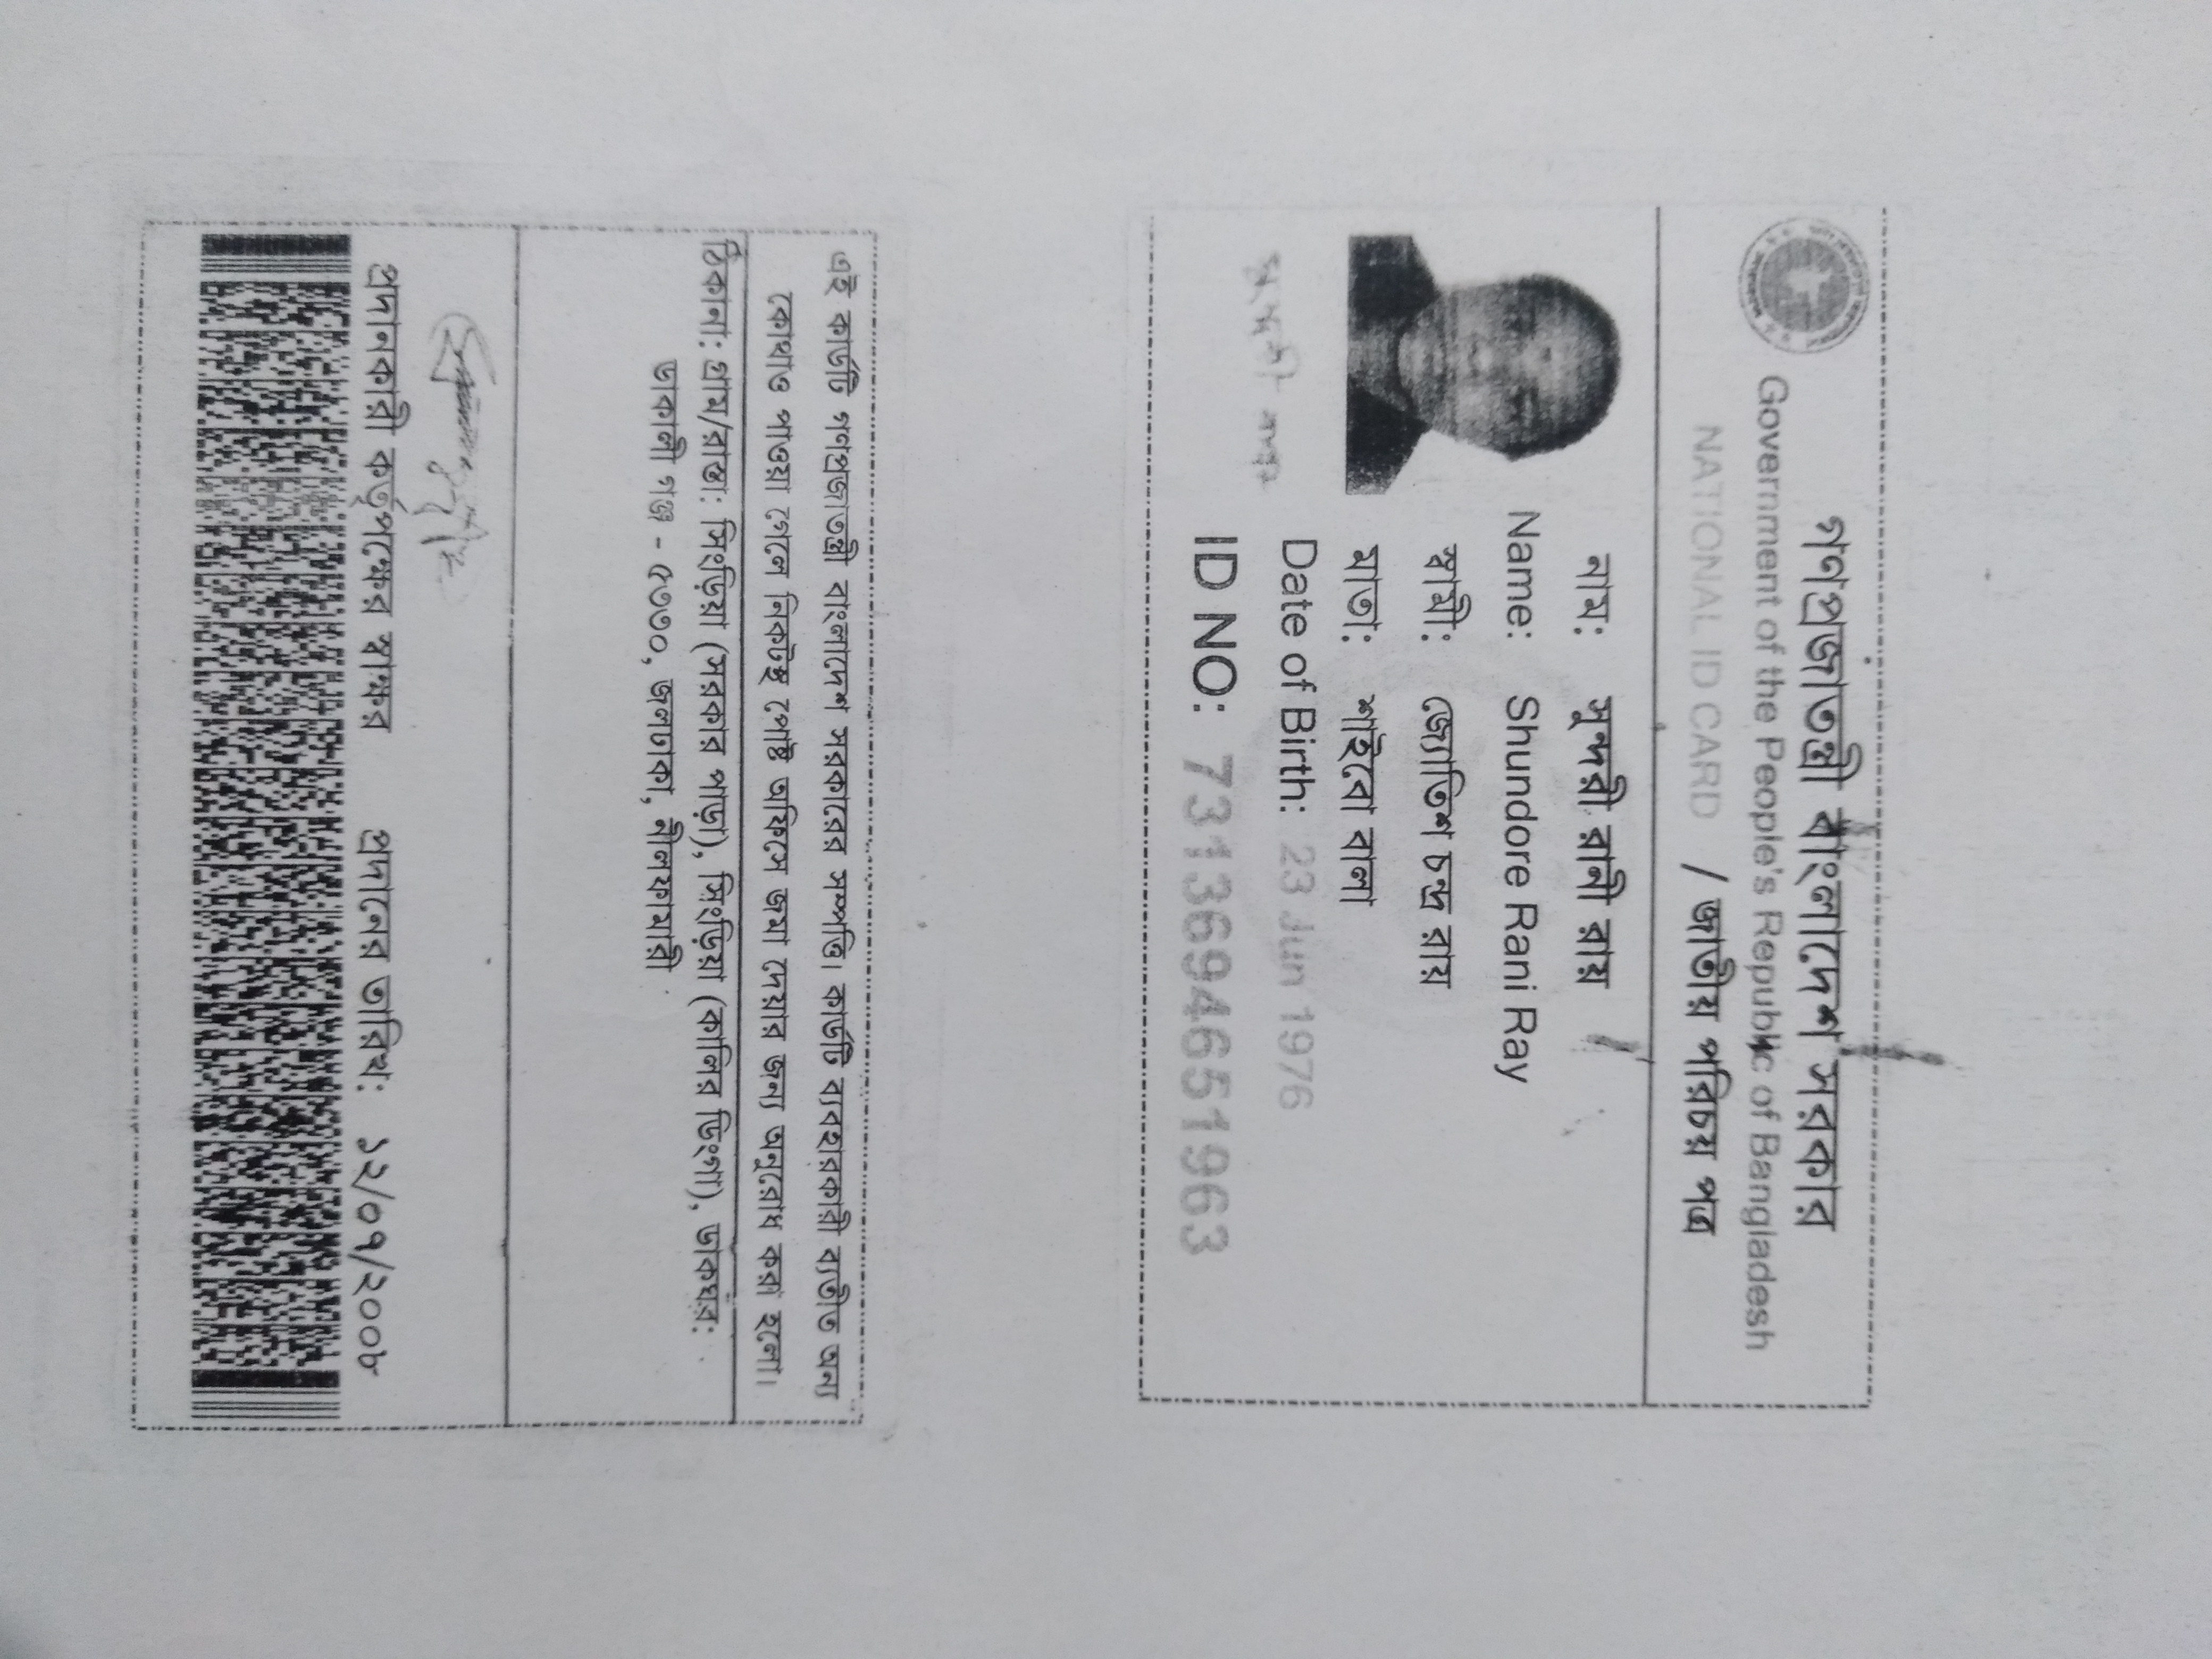 গণপ্রজাতন্ত্রী বাংলাদেশ সরকার
Government of the People's Republic of Bangladesh
NATIONAL ID CARD / জাতীয় পরিচয় পত্র
নাম: সুন্দরী রানী রায়
Name: Shundore Rani Ray
স্বামী: জ্যোতিশ চন্দ্র রায়
মাতা: শাইবো বালা
Date of Birth: 23 Jun 1976
সুন্দরী
ID NO: 7313694651963
এই কার্ডটি গণপ্রজাতন্ত্রী বাংলাদেশ সরকারের সম্পত্তি। কার্ডটি ব্যবহারকারী ব্যতীত অন্য
কোথাও পাওয়া গেলে নিকটস্থ পোষ্ট অফিসে জমা দেয়ার জন্য অনুরোধ করা হলো।
ঠিকানা: গ্রাম/রাস্তা: সিংড়িয়া (সরকার পাড়া), সিংড়িয়া (কালির ডিংগা), ডাকঘর:
ডাকালী গঞ্জ - ৫৩৩০, জলঢাকা, নীলফামারী
প্রদানকারী কর্তৃপক্ষের স্বাক্ষর প্রদানের তারিখ: ১২/০৭/২০০৮